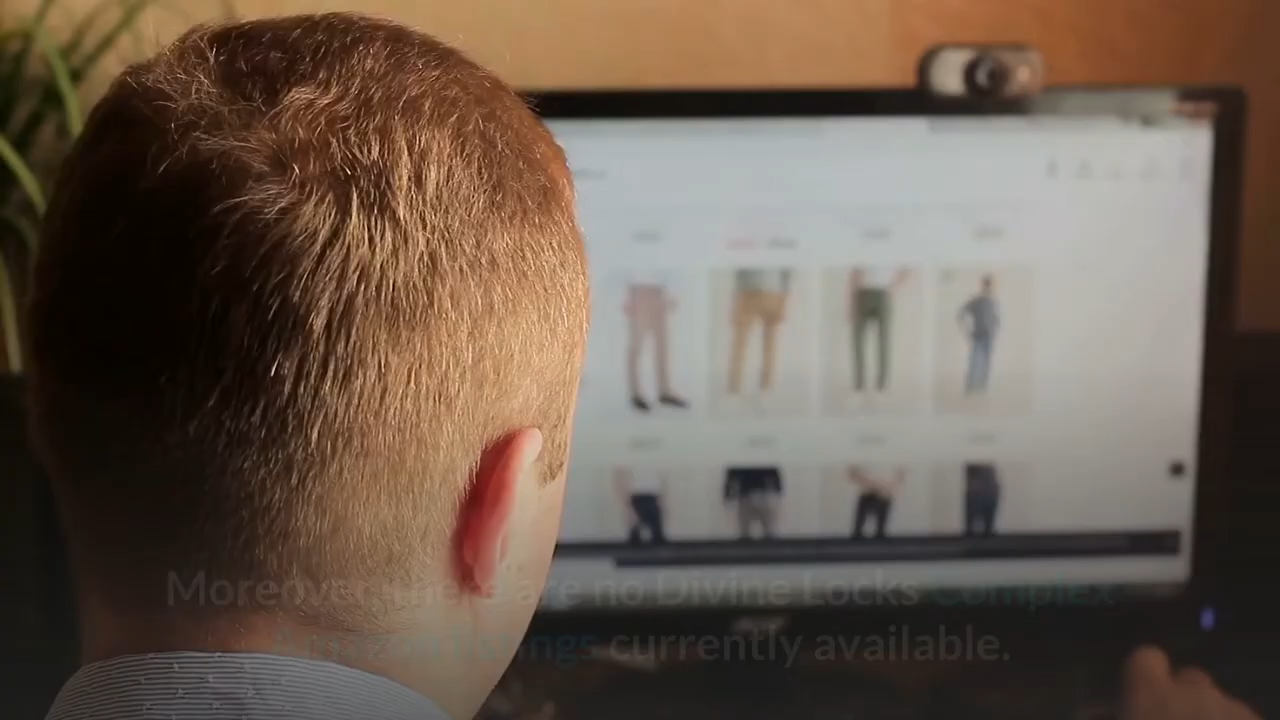 Moreover, there are no Divine Locks Complex
Amazon listings currently available.